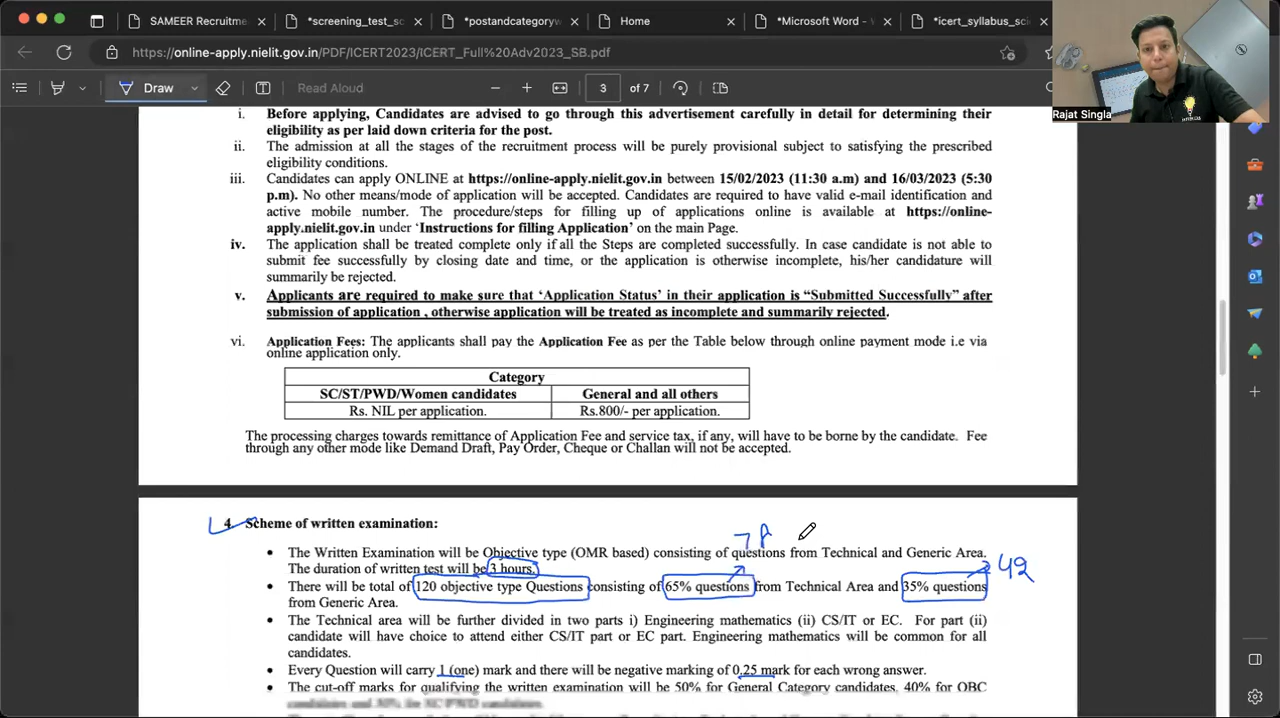 SAMEER Recruitme
*screening_test_sc
*postandcategoryw
Home
*Microsoft Word -
*icert_syllabus_sci
https://online-apply.nielit.gov.in/PDF/ICERT2023/ICERT_Full%20Adv2023_SB.pdf
Draw
Read Aloud
3 of 7
Rajat Singla
i. Before applying, Candidates are advised to go through this advertisement carefully in detail for determining their
eligibility as per laid down criteria for the post.
ii. The admission at all the stages of the recruitment process will be purely provisional subject to satisfying the prescribed
eligibility conditions.
iii. Candidates can apply ONLINE at https://online-apply.nielit.gov.in between 15/02/2023 (11:30 a.m) and 16/03/2023 (5:30
p.m). No other means/mode of application will be accepted. Candidates are required to have valid e-mail identification and
active mobile number. The procedure/steps for filling up of applications online is available at https://online-
apply.nielit.gov.in under ‘Instructions for filling Application’ on the main Page.
iv. The application shall be treated complete only if all the Steps are completed successfully. In case candidate is not able to
submit fee successfully by closing date and time, or the application is otherwise incomplete, his/her candidature will
summarily be rejected.
v. Applicants are required to make sure that ‘Application Status’ in their application is “Submitted Successfully” after
submission of application , otherwise application will be treated as incomplete and summarily rejected.
vi. Application Fees: The applicants shall pay the Application Fee as per the Table below through online payment mode i.e via
online application only.
Category
SC/ST/PWD/Women candidates General and all others
Rs. NIL per application. Rs.800/- per application.
The processing charges towards remittance of Application Fee and service tax, if any, will have to be borne by the candidate. Fee
through any other mode like Demand Draft, Pay Order, Cheque or Challan will not be accepted.
4. Scheme of written examination:
78
• The Written Examination will be Objective type (OMR based) consisting of questions from Technical and Generic Area.
The duration of written test will be 3 hours.
42
• There will be total of 120 objective type Questions consisting of 65% questions from Technical Area and 35% questions
from Generic Area.
• The Technical area will be further divided in two parts i) Engineering mathematics (ii) CS/IT or EC. For part (ii)
candidate will have choice to attend either CS/IT part or EC part. Engineering mathematics will be common for all
candidates.
• Every Question will carry 1 (one) mark and there will be negative marking of 0.25 mark for each wrong answer.
• The cut-off marks for qualifying the written examination will be 50% for General Category candidates, 40% for OBC